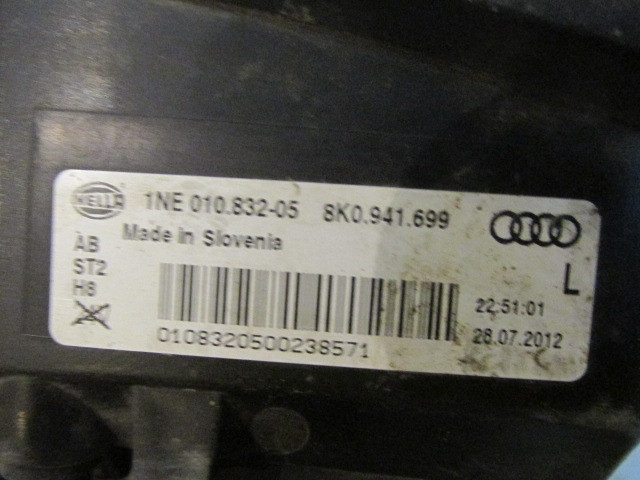 HELLA 1NE 010.832-05 8K0.941.699
Made in Slovenia
AB
ST2
H8
L
22:51:01
26.07.2012
0108320500238571